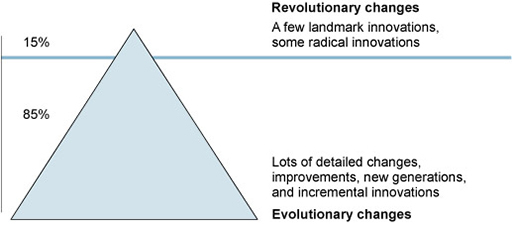 Revolutionary changes
A few landmark innovations,
some radical innovations
15%
85%
Lots of detailed changes,
improvements, new generations,
and incremental innovations
Evolutionary changes